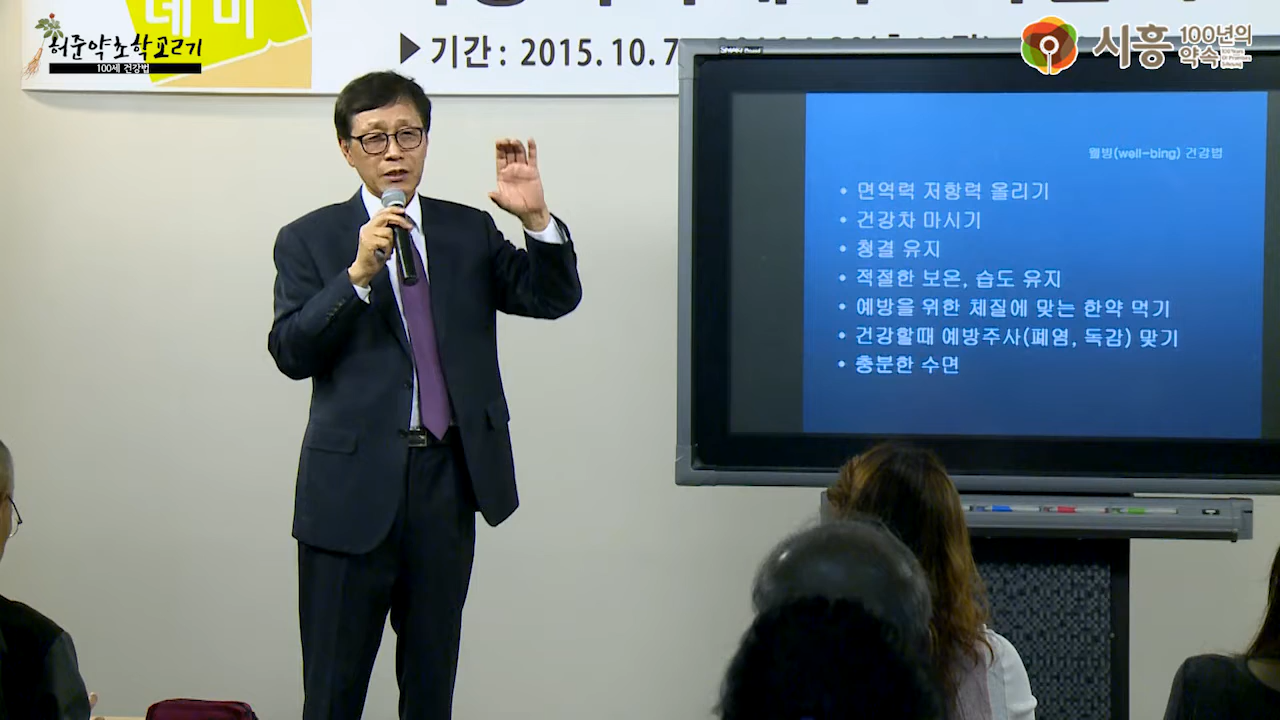 데미
허준약초학교 2기
100세 건강법
▶기간: 2015.10.7
시흥
100년의
약속
웰빙(well-bing) 건강법
• 면역력 저항력 올리기
• 건강차 마시기
• 청결 유지
• 적절한 보온, 습도 유지
• 예방을 위한 체질에 맞는 한약 먹기
• 건강할때 예방주사(폐염, 독감) 맞기
• 충분한 수면